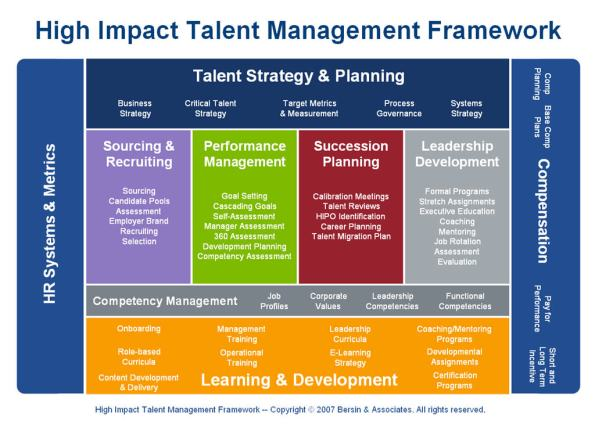 High Impact Talent Management Framework
HR Systems & Metrics
Talent Strategy & Planning
Business
Strategy
Critical Talent
Strategy
Target Metrics
& Measurement
Process
Governance
Systems
Strategy
Sourcing &
Recruiting
Sourcing
Candidate Pools
Assessment
Employer Brand
Recruiting
Selection
Performance
Management
Goal Setting
Cascading Goals
Self-Assessment
Manager Assessment
360 Assessment
Development Planning
Competency Assessment
Succession
Planning
Calibration Meetings
Talent Reviews
HIPO Identification
Career Planning
Talent Migration Plan
Leadership
Development
Formal Programs
Stretch Assignments
Executive Education
Coaching
Mentoring
Job Rotation
Assessment
Evaluation
Competency Management
Job
Profiles
Corporate
Values
Leadership
Competencies
Functional
Competencies
Onboarding
Management
Training
Leadership
Curricula
Coaching/Mentoring
Programs
Role-based
Curricula
Operational
Training
E-Learning
Strategy
Developmental
Assignments
Content Development
& Delivery
Learning & Development
Certification
Programs
Comp
Planning
Base Comp
Plans
Compensation
Pay for
Performance
Short and
Long Term
Incentive
High Impact Talent Management Framework -- Copyright © 2007 Bersin & Associates. All rights reserved.